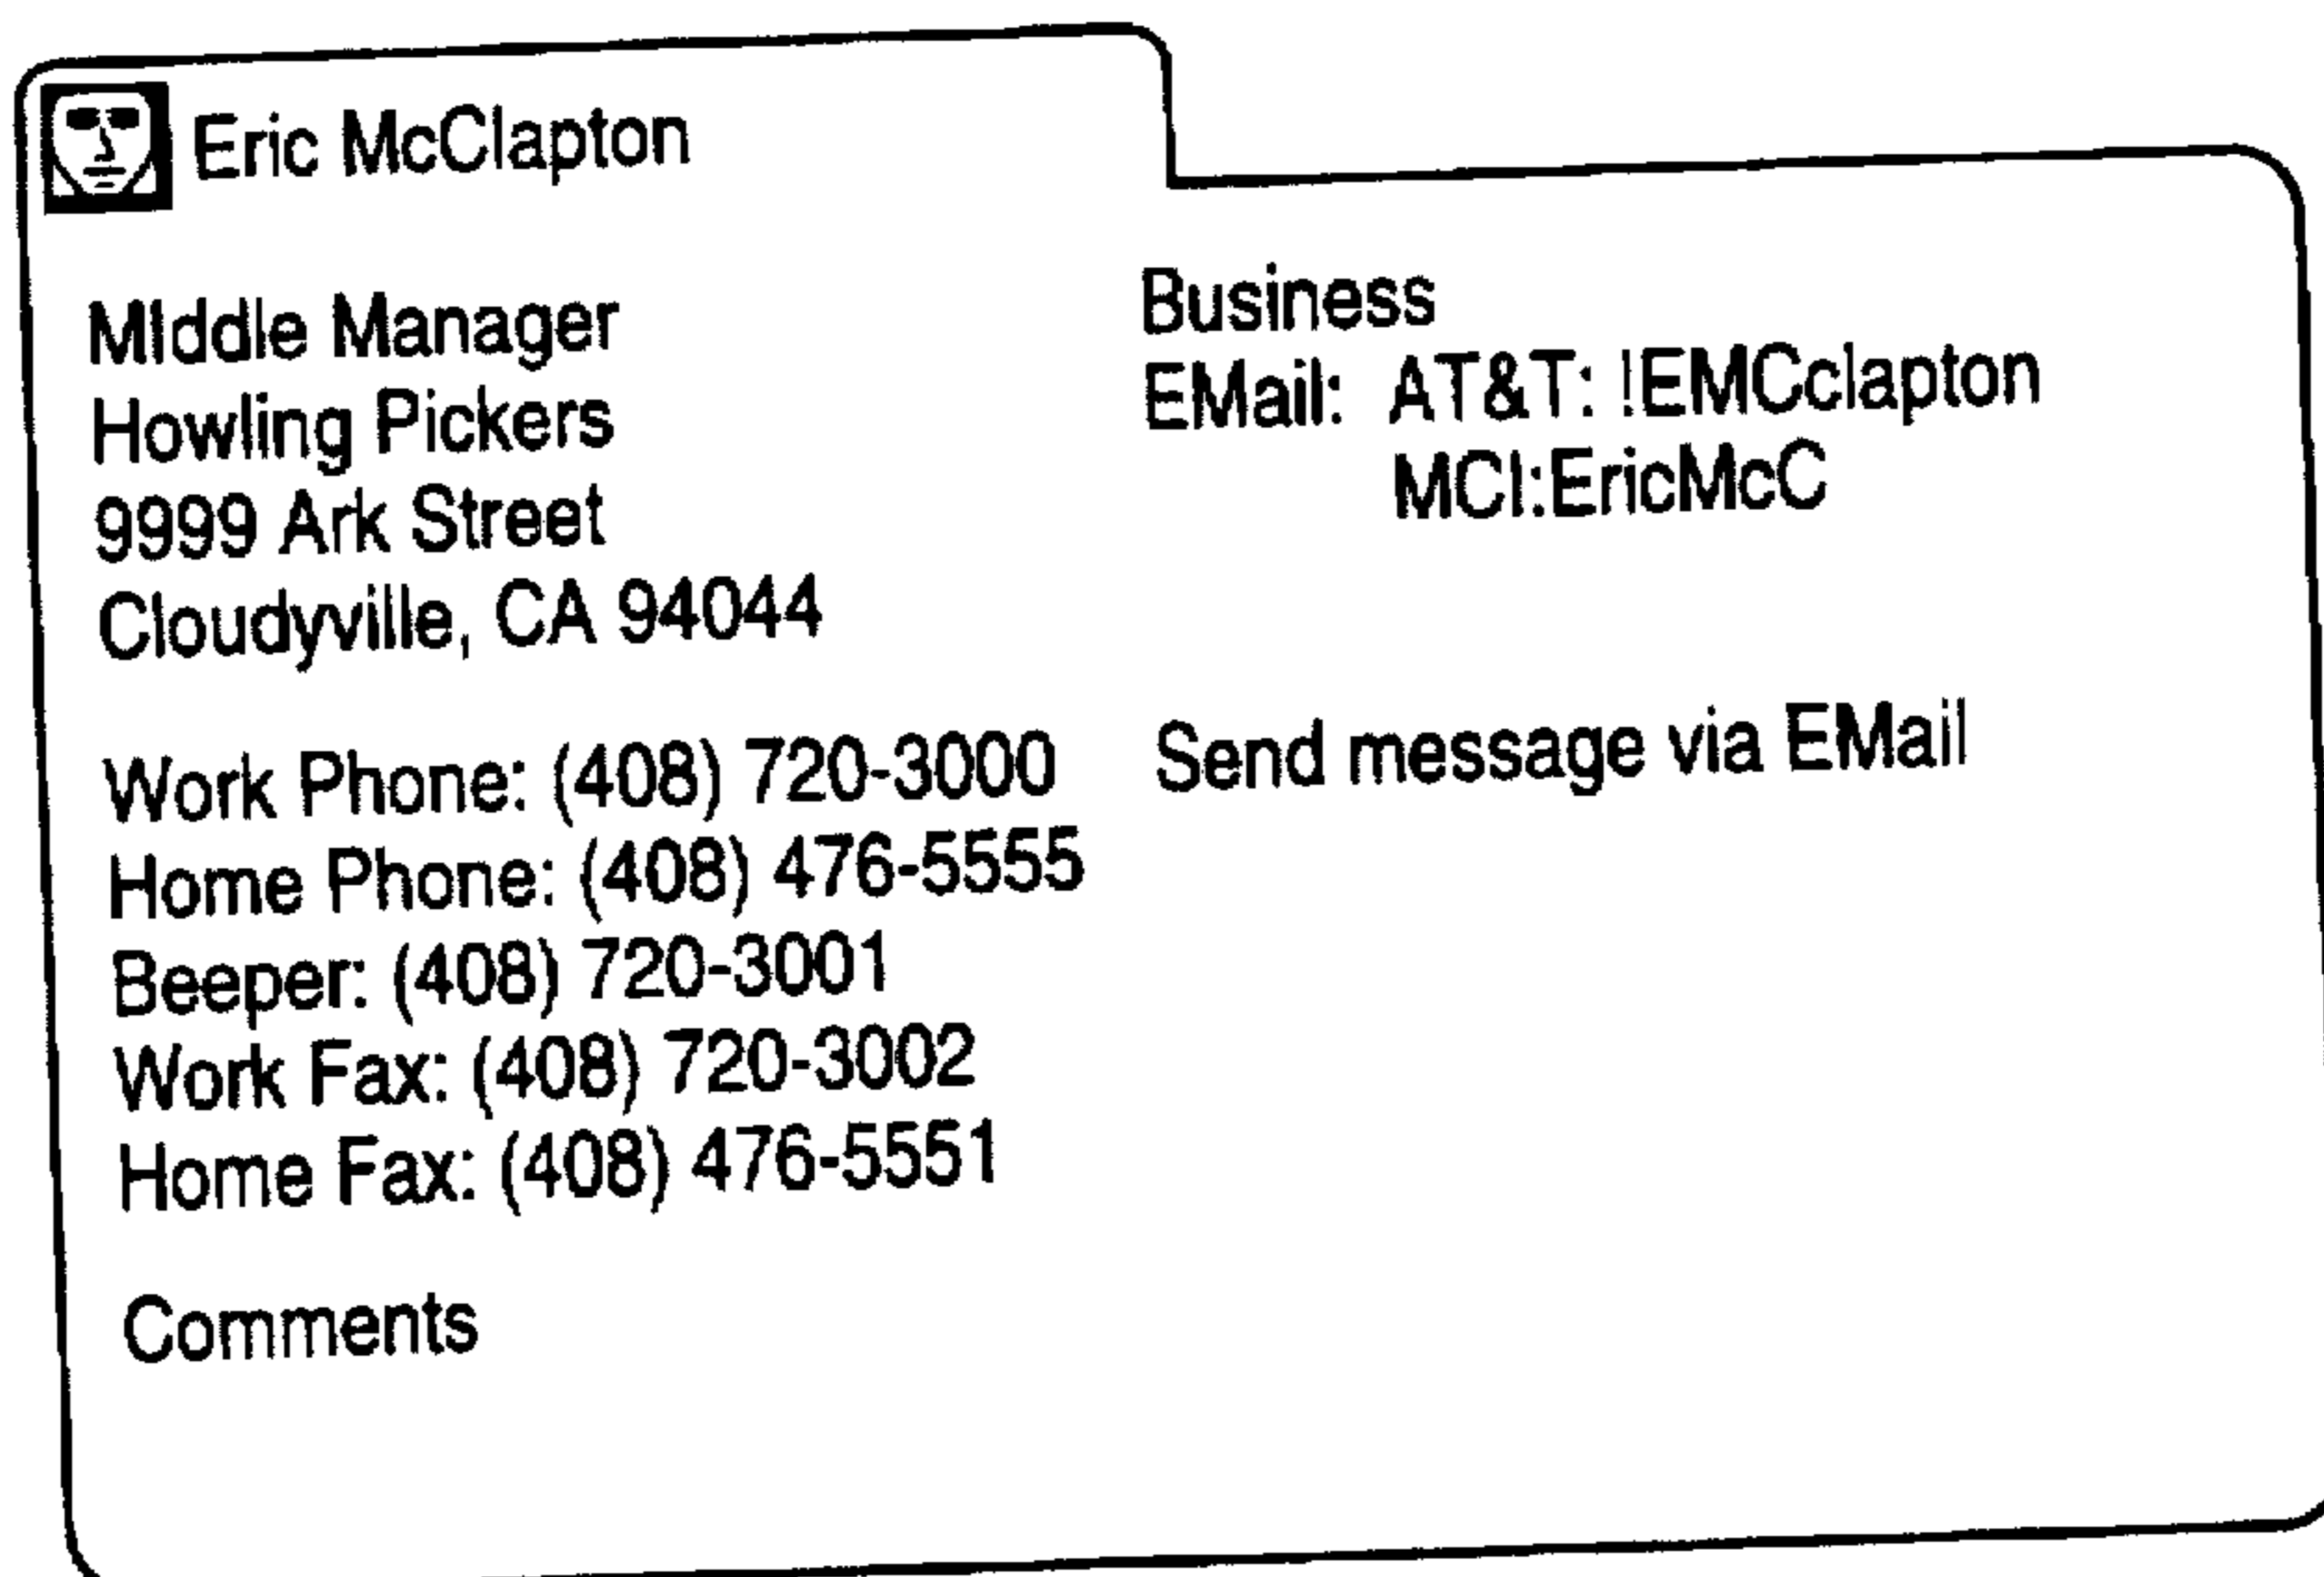 Eric McClapton
MIddle Manager
Howling Pickers
9999 Ark Street
Cloudyville, CA 94044
Work Phone: (408) 720-3000
Home Phone: (408) 476-5555
Beeper: (408) 720-3001
Work Fax: (408) 720-3002
Home Fax: (408) 476-5551
Comments
Business
EMail: AT&T: !EMCclapton
MCI:EricMcC
Send message via EMail